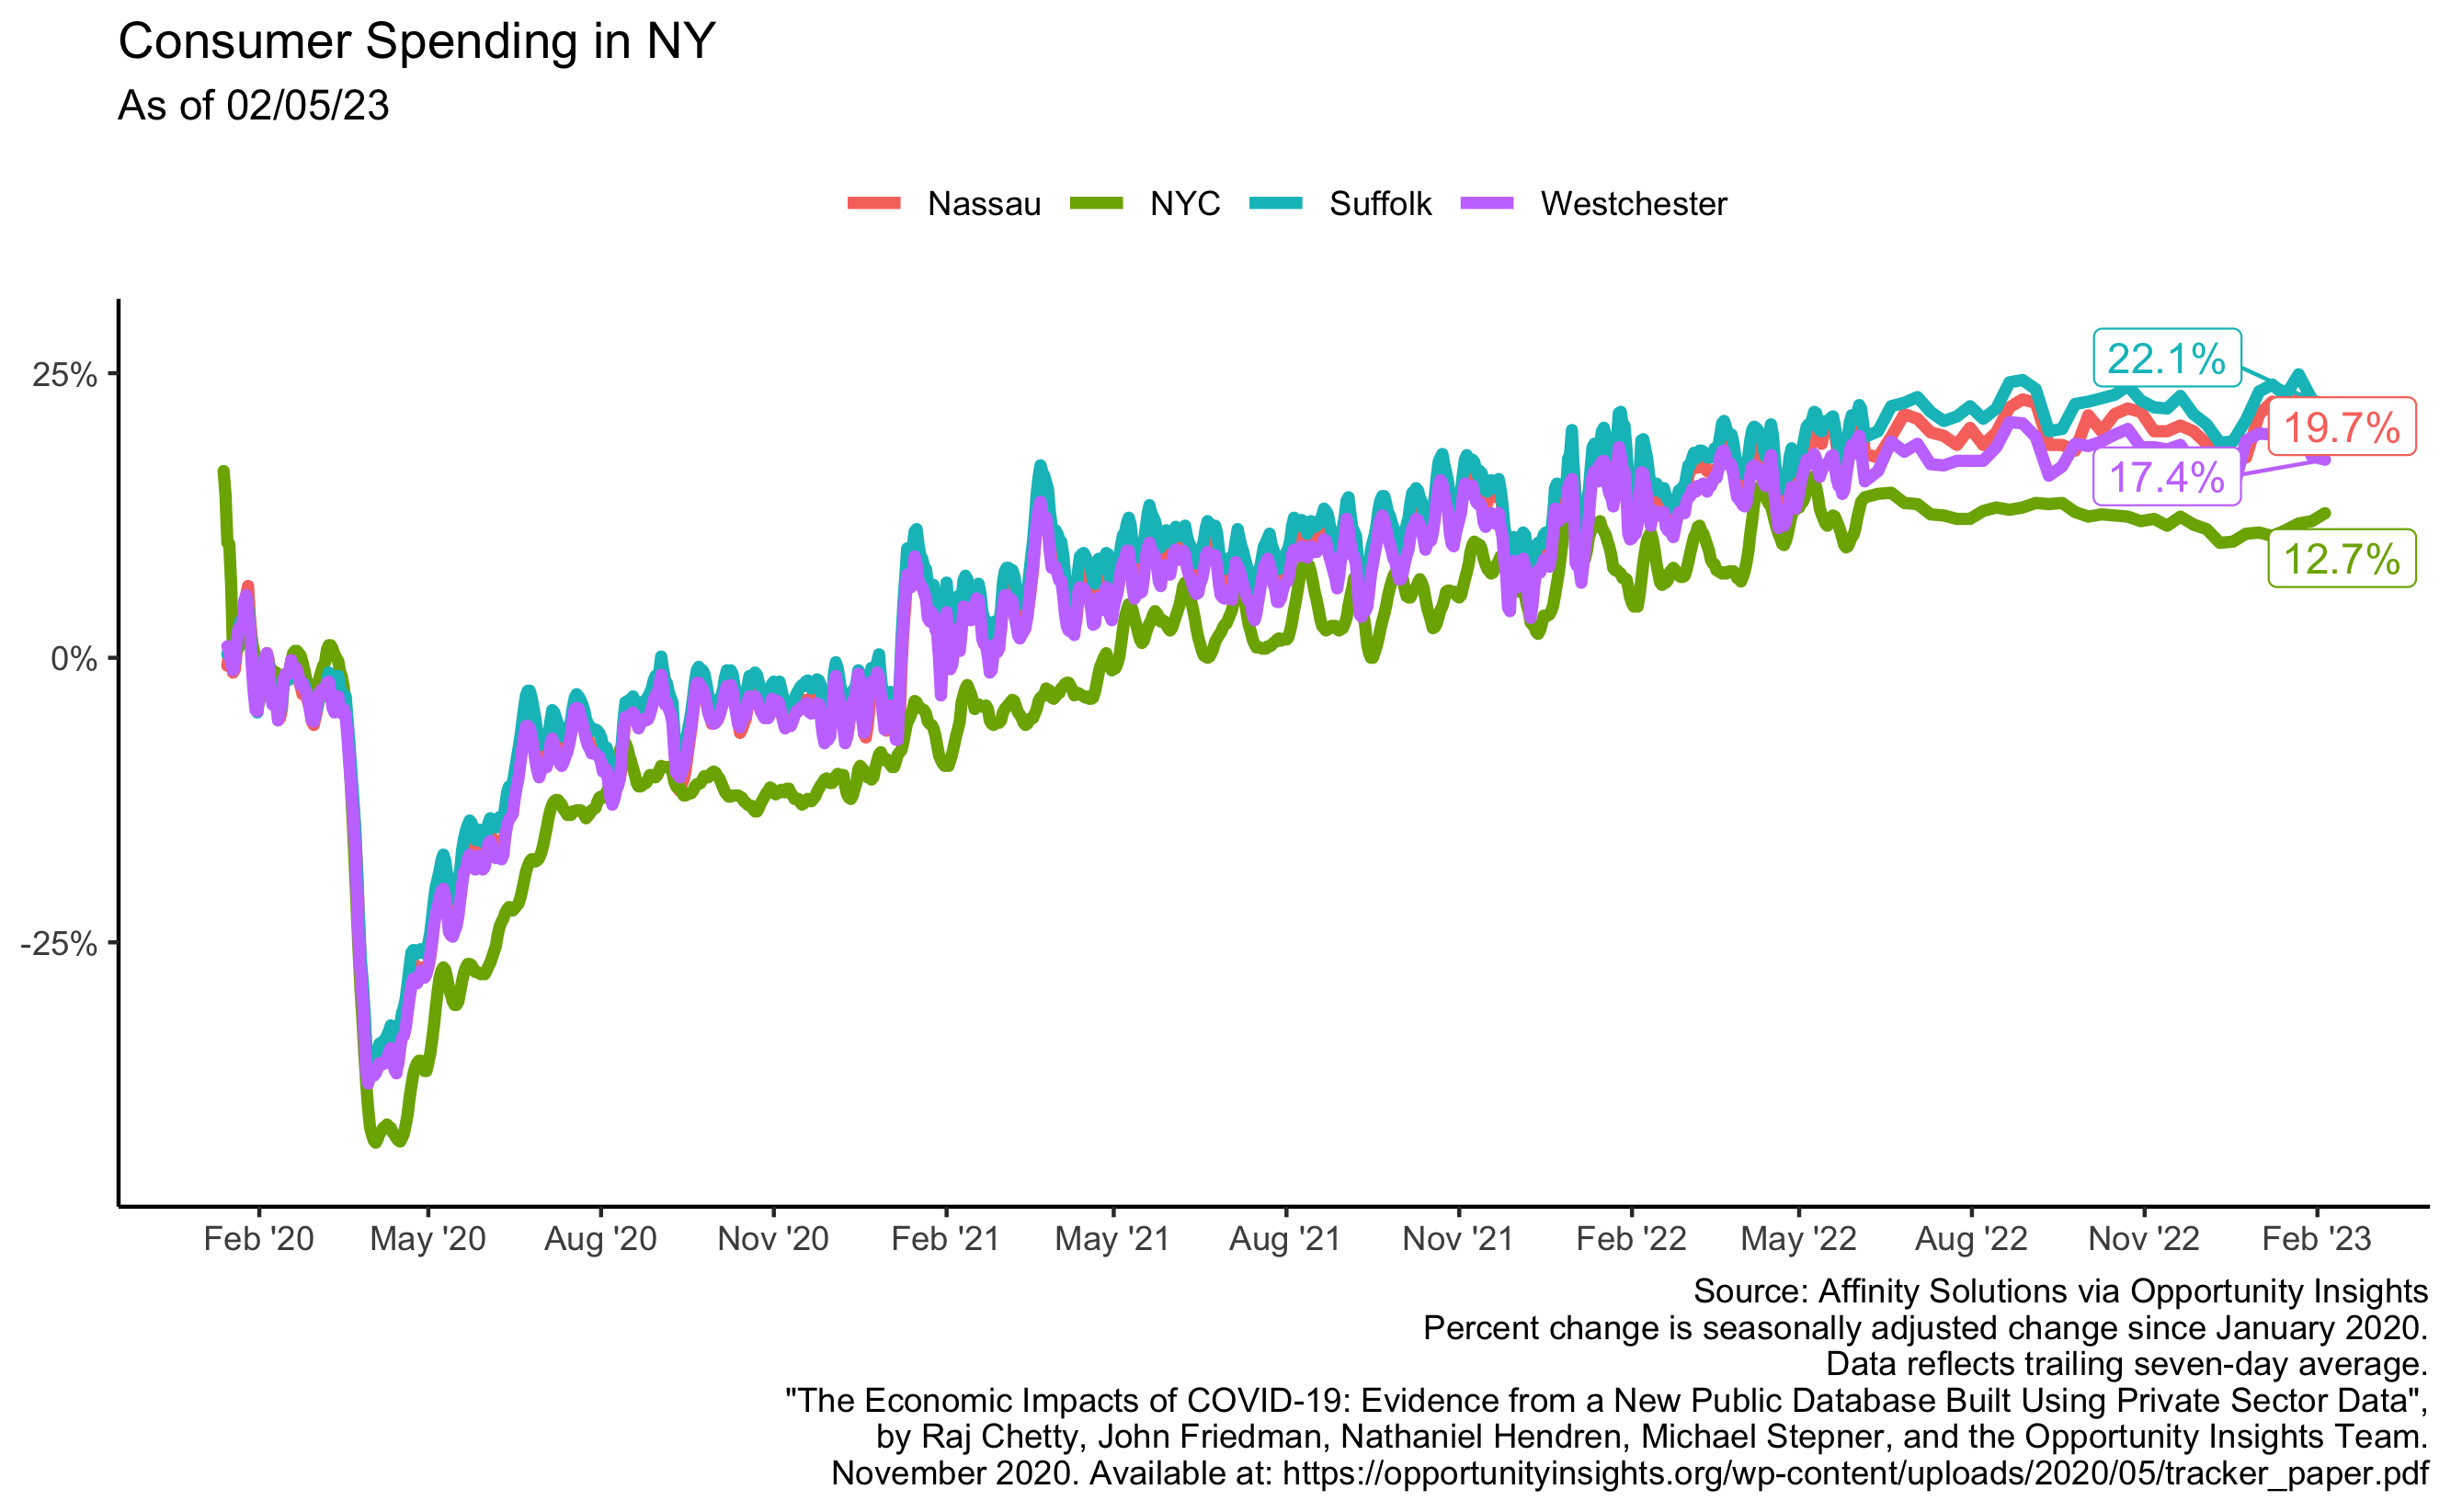 Consumer Spending in NY
As of 02/05/23
Nassau NYC Suffolk Westchester
25%
0%
-25%
22.1%
19.7%
17.4%
12.7%
Feb '20 May '20 Aug '20 Nov '20 Feb '21 May '21 Aug '21 Nov '21 Feb '22 May '22 Aug '22 Nov '22 Feb '23
Source: Affinity Solutions via Opportunity Insights
Percent change is seasonally adjusted change since January 2020.
Data reflects trailing seven-day average.
"The Economic Impacts of COVID-19: Evidence from a New Public Database Built Using Private Sector Data",
by Raj Chetty, John Friedman, Nathaniel Hendren, Michael Stepner, and the Opportunity Insights Team.
November 2020. Available at: https://opportunityinsights.org/wp-content/uploads/2020/05/tracker_paper.pdf